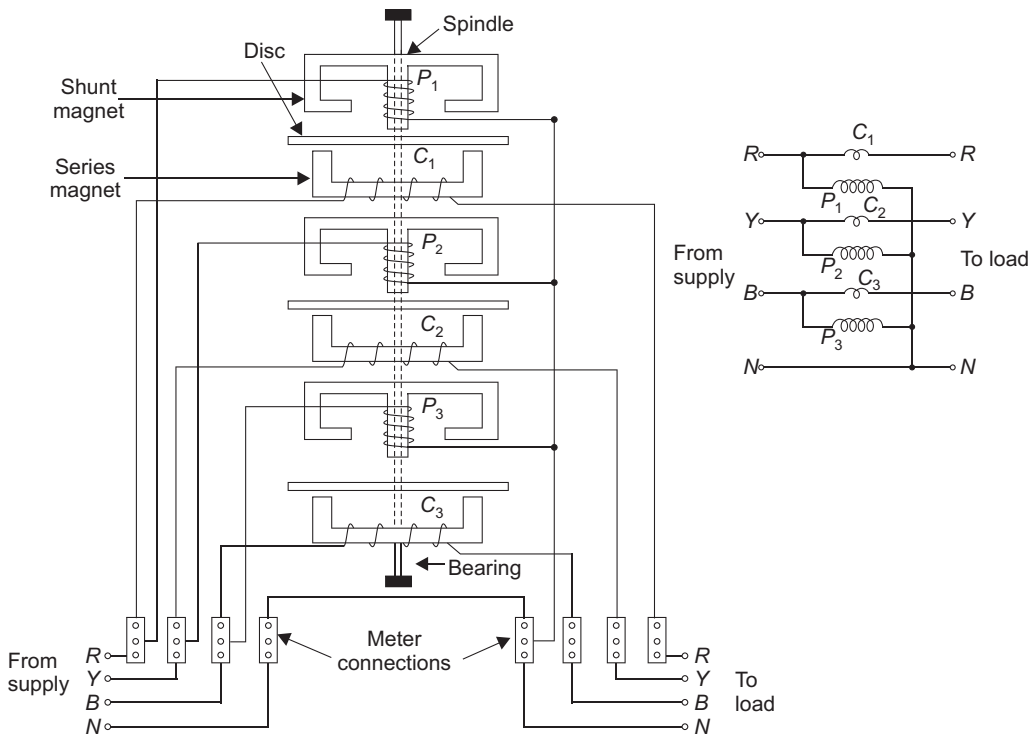 Spindle
Disc
Shunt
magnet
P1
C1
Series
magnet
P2
C2
P3
C3
Bearing
Meter
connections
From
supply
R
Y
B
N
R
Y
B
N
To
load
C1
R
R
P1
C2
Y
Y
From
supply
P2
To load
C3
B
B
P3
N
N